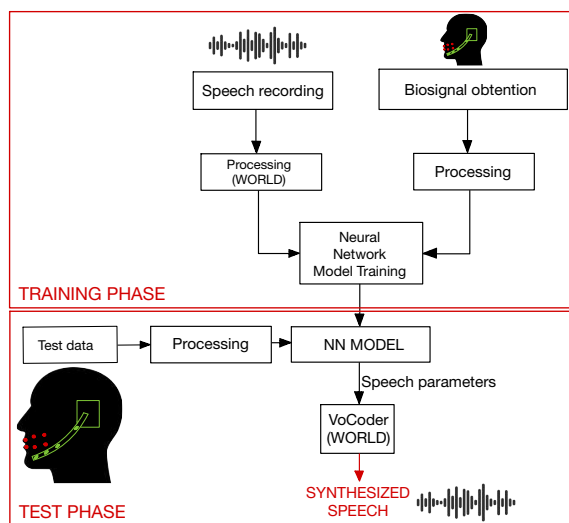 Speech recording
Biosignal obtention
Processing
(WORLD)
Processing
Neural
Network
Model Training
TRAINING PHASE
Test data
Processing
NN MODEL
Speech parameters
VoCoder
(WORLD)
SYNTHESIZED
SPEECH
TEST PHASE